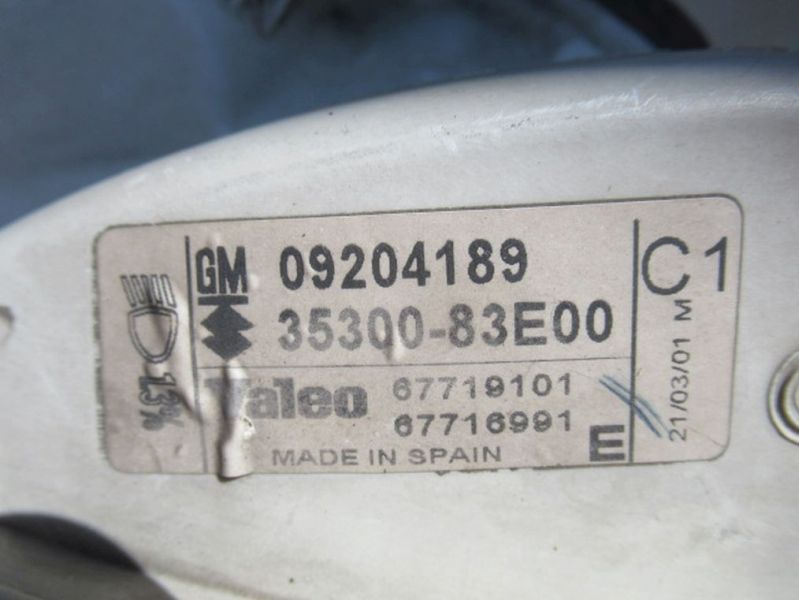 GM 09204189
35300-83E00
Valeo 67719101
67716991
MADE IN SPAIN
E
C1
21/03/01 M
1.3%